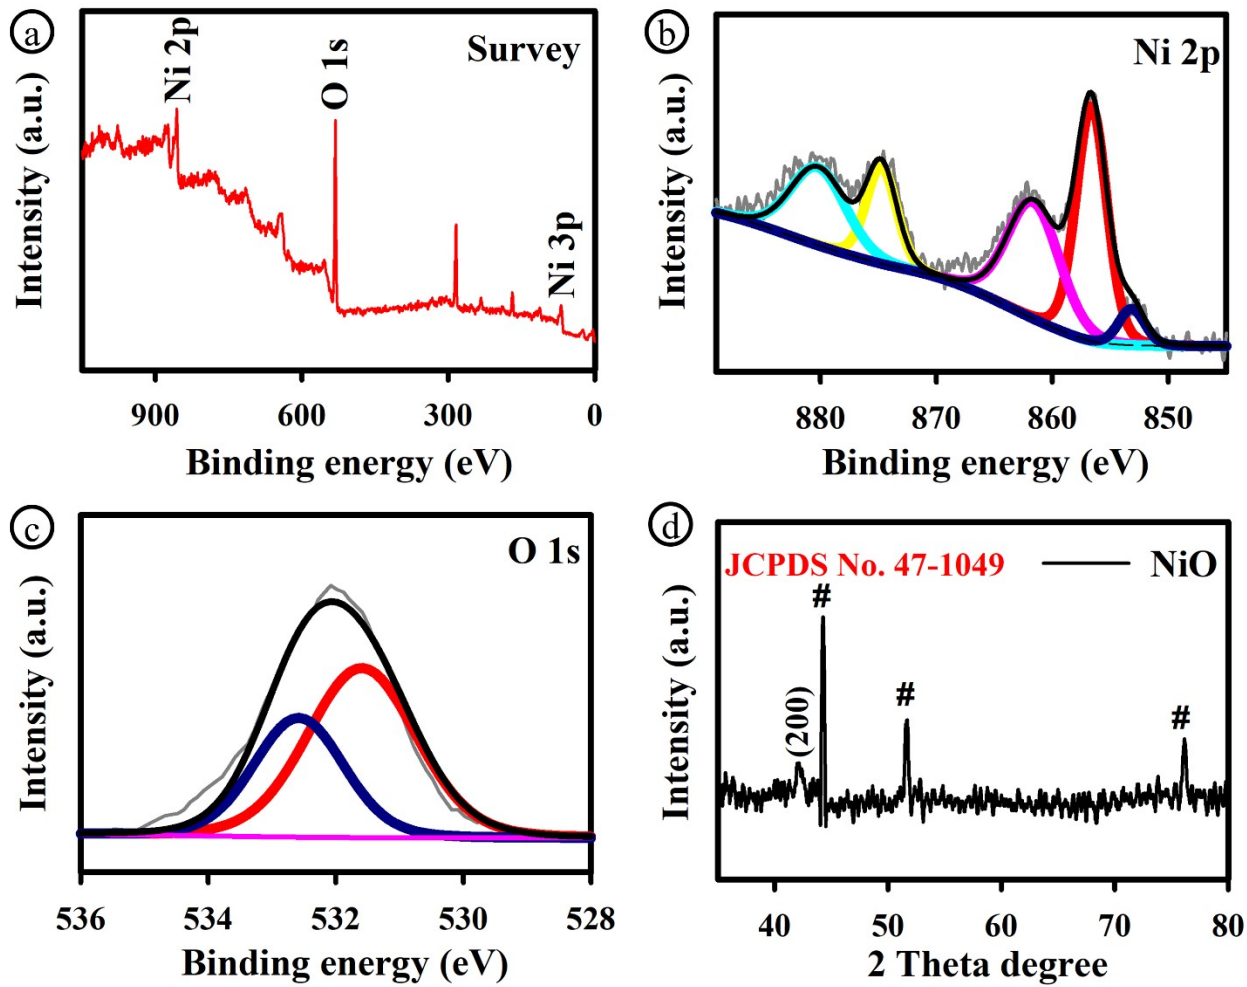 a
Survey
Ni 2p
O 1s
Ni 3p
Intensity (a.u.)
900 600 300 0
Binding energy (eV)
b
Ni 2p
Intensity (a.u.)
880 870 860 850
Binding energy (eV)
c
O 1s
Intensity (a.u.)
536 534 532 530 528
Binding energy (eV)
d
JCPDS No. 47-1049 NiO
#
(200)
#
#
Intensity (a.u.)
40 50 60 70 80
2 Theta degree